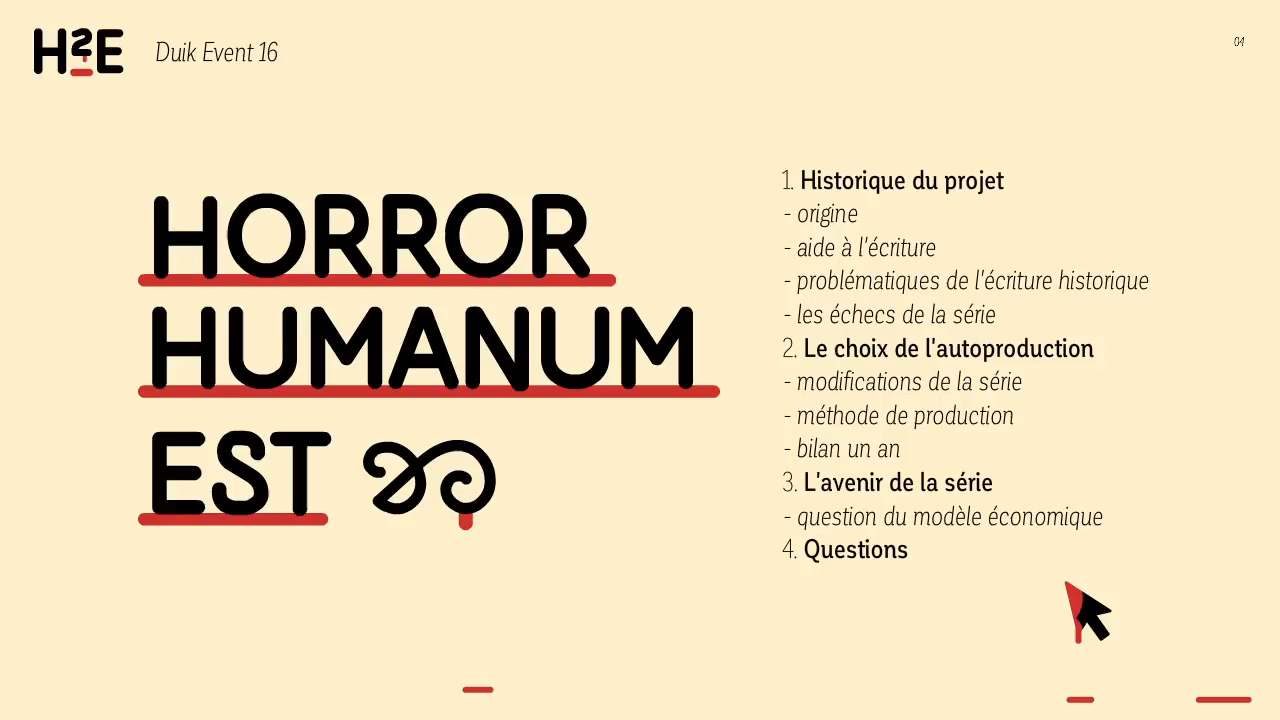 H2E
Duik Event 16
04
HORROR
HUMANUM
EST
1. Historique du projet
- origine
- aide à l'écriture
- problématiques de l'écriture historique
- les échecs de la série
2. Le choix de l'autoproduction
- modifications de la série
- méthode de production
- bilan un an
3. L'avenir de la série
- question du modèle économique
4. Questions